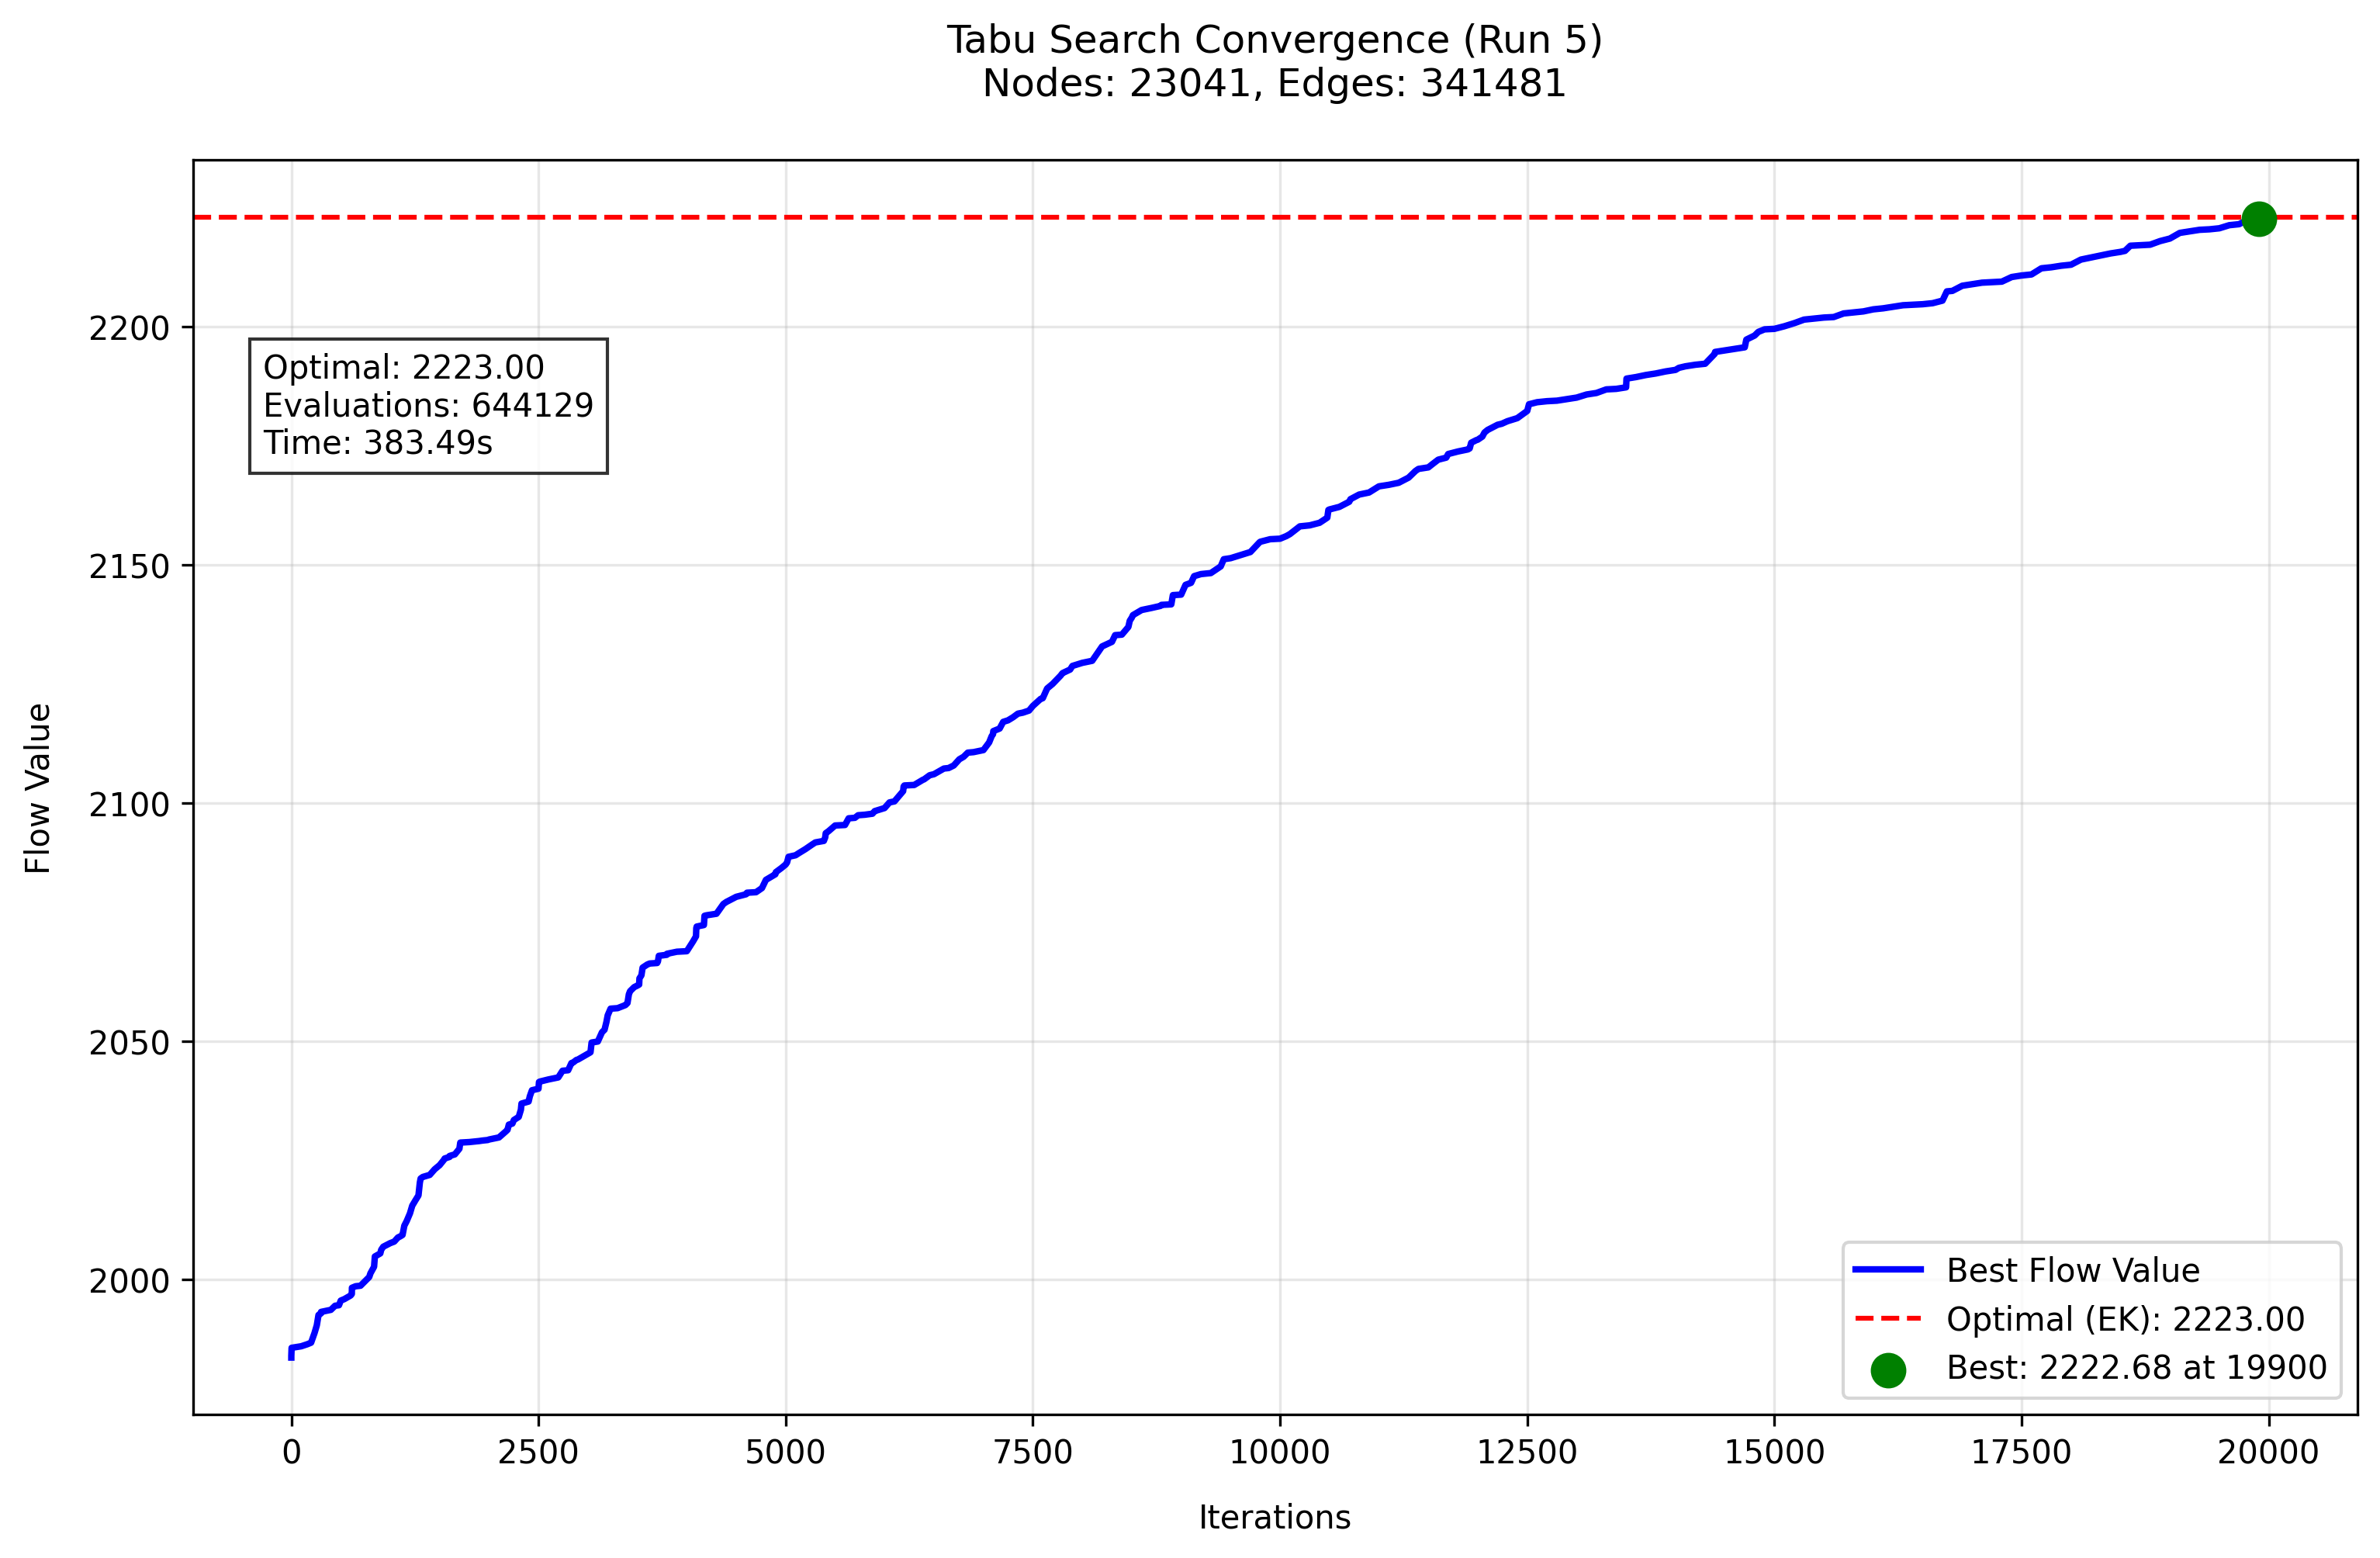 Tabu Search Convergence (Run 5)
Nodes: 23041, Edges: 341481
Optimal: 2223.00
Evaluations: 644129
Time: 383.49s
Flow Value
2200
2150
2100
2050
2000
Best Flow Value
Optimal (EK): 2223.00
Best: 2222.68 at 19900
0 2500 5000 7500 10000 12500 15000 17500 20000
Iterations